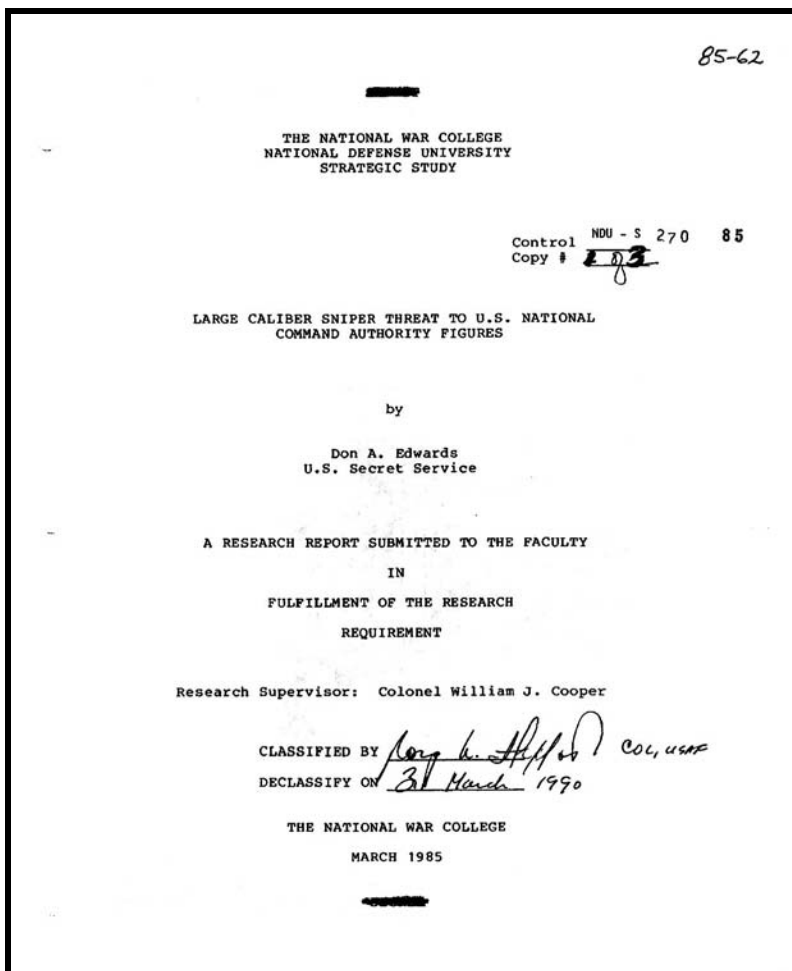 85-62
THE NATIONAL WAR COLLEGE
NATIONAL DEFENSE UNIVERSITY
STRATEGIC STUDY
Control NDU - S 270 85
Copy #
LARGE CALIBER SNIPER THREAT TO U.S. NATIONAL
COMMAND AUTHORITY FIGURES
by
Don A. Edwards
U.S. Secret Service
A RESEARCH REPORT SUBMITTED TO THE FACULTY
IN
FULFILLMENT OF THE RESEARCH
REQUIREMENT
Research Supervisor: Colonel William J. Cooper
CLASSIFIED BY COL, USAF
DECLASSIFY ON March 1990
THE NATIONAL WAR COLLEGE
MARCH 1985